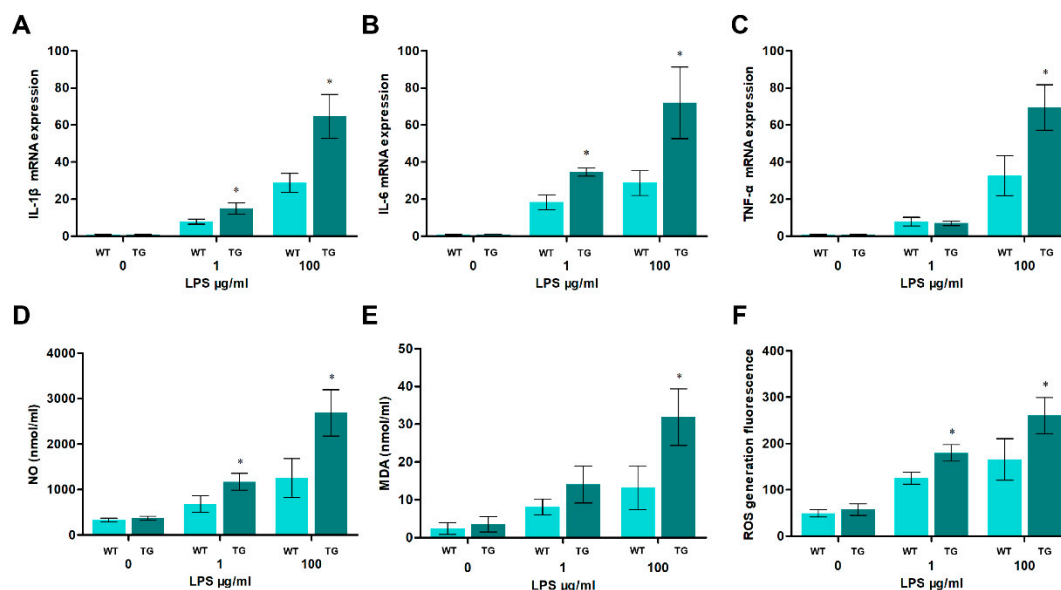 A
IL-1β mRNA expression
100
80
60
40
20
0
*
*
WT TG WT TG WT TG
0 1 100
LPS µg/ml
B
IL-6 mRNA expression
100
80
60
40
20
0
*
*
WT TG WT TG WT TG
0 1 100
LPS µg/ml
C
TNF-α mRNA expression
100
80
60
40
20
0
*
WT TG WT TG WT TG
0 1 100
LPS µg/ml
D
NO (nmol/ml)
4000
3000
2000
1000
0
*
*
WT TG WT TG WT TG
0 1 100
LPS µg/ml
E
MDA (nmol/ml)
50
40
30
20
10
0
*
WT TG WT TG WT TG
0 1 100
LPS µg/ml
F
ROS generation fluorescence
400
300
200
100
0
*
*
WT TG WT TG WT TG
0 1 100
LPS µg/ml